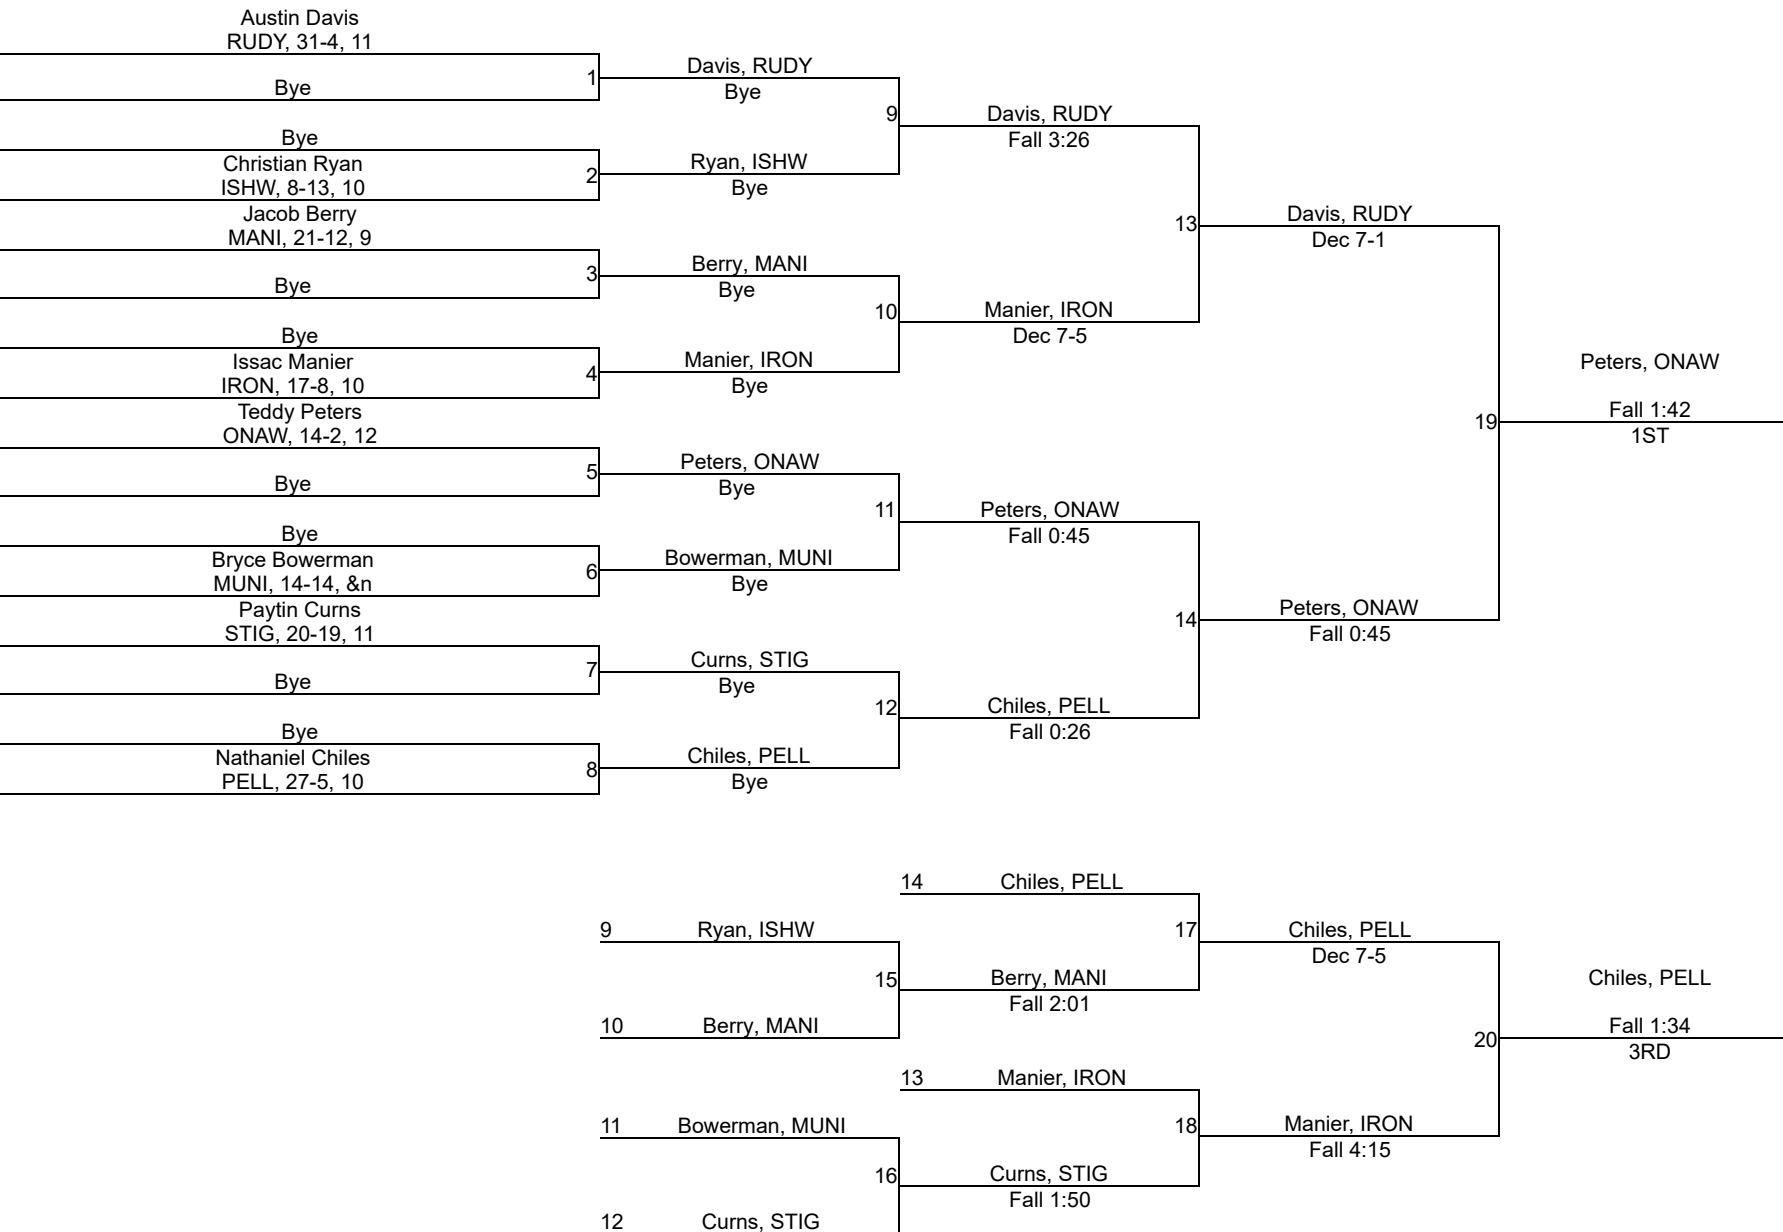 Austin Davis
RUDY, 31-4, 11
Bye
1
Bye
Christian Ryan
ISHW, 8-13, 10
2
Jacob Berry
MANI, 21-12, 9
Bye
3
Bye
Issac Manier
IRON, 17-8, 10
4
Teddy Peters
ONAW, 14-2, 12
Bye
5
Bye
Bryce Bowerman
MUNI, 14-14, &n
6
Paytin Curns
STIG, 20-19, 11
Bye
7
Bye
Nathaniel Chiles
PELL, 27-5, 10
8
Davis, RUDY
Bye
9
Ryan, ISHW
Bye
Berry, MANI
Bye
10
Manier, IRON
Bye
Peters, ONAW
Bye
11
Bowerman, MUNI
Bye
Curns, STIG
Bye
12
Chiles, PELL
Bye
Davis, RUDY
Fall 3:26
13
Manier, IRON
Dec 7-5
Peters, ONAW
Fall 0:45
14
Chiles, PELL
Fall 0:26
Davis, RUDY
Dec 7-1
19
Peters, ONAW
Fall 0:45
Peters, ONAW
Fall 1:42
1ST
14 Chiles, PELL
9 Ryan, ISHW
17
15
Berry, MANI
Fall 2:01
10 Berry, MANI
13 Manier, IRON
11 Bowerman, MUNI
18
16
Curns, STIG
Fall 1:50
12 Curns, STIG
Chiles, PELL
Dec 7-5
20
Manier, IRON
Fall 4:15
Chiles, PELL
Fall 1:34
3RD